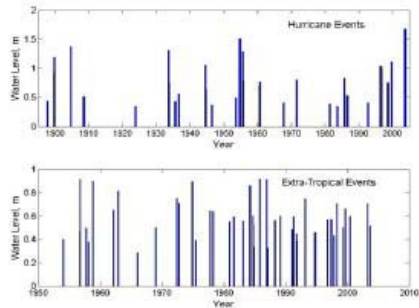 Hurricane Events
Water Level, m
2
1.5
1
0.5
0
1900 1910 1920 1930 1940 1950 1960 1970 1980 1990 2000
Year
Extra-Tropical Events
Water Level, m
1
0.8
0.6
0.4
0.2
0
1950 1960 1970 1980 1990 2000 2010
Year